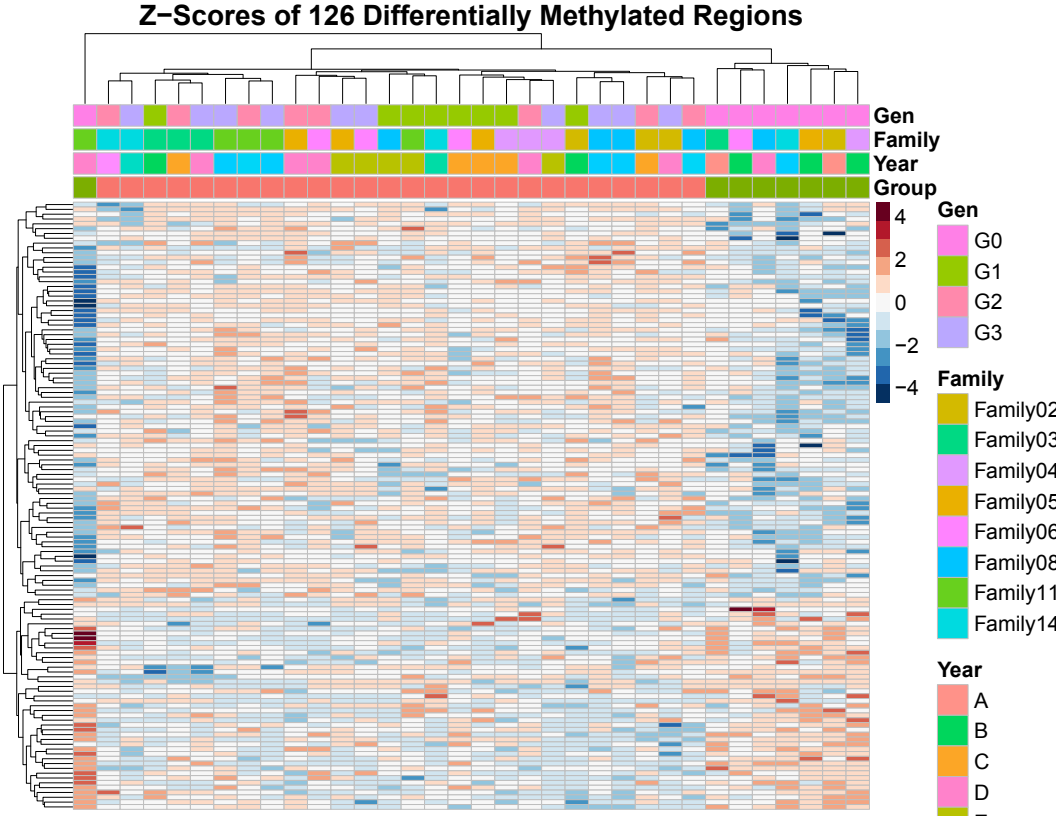 Z−Scores of 126 Differentially Methylated Regions
Gen
Family
Year
Group
4
2
0
−2
−4
Gen
G0
G1
G2
G3
Family
Family02
Family03
Family04
Family05
Family06
Family08
Family11
Family14
Year
A
B
C
D